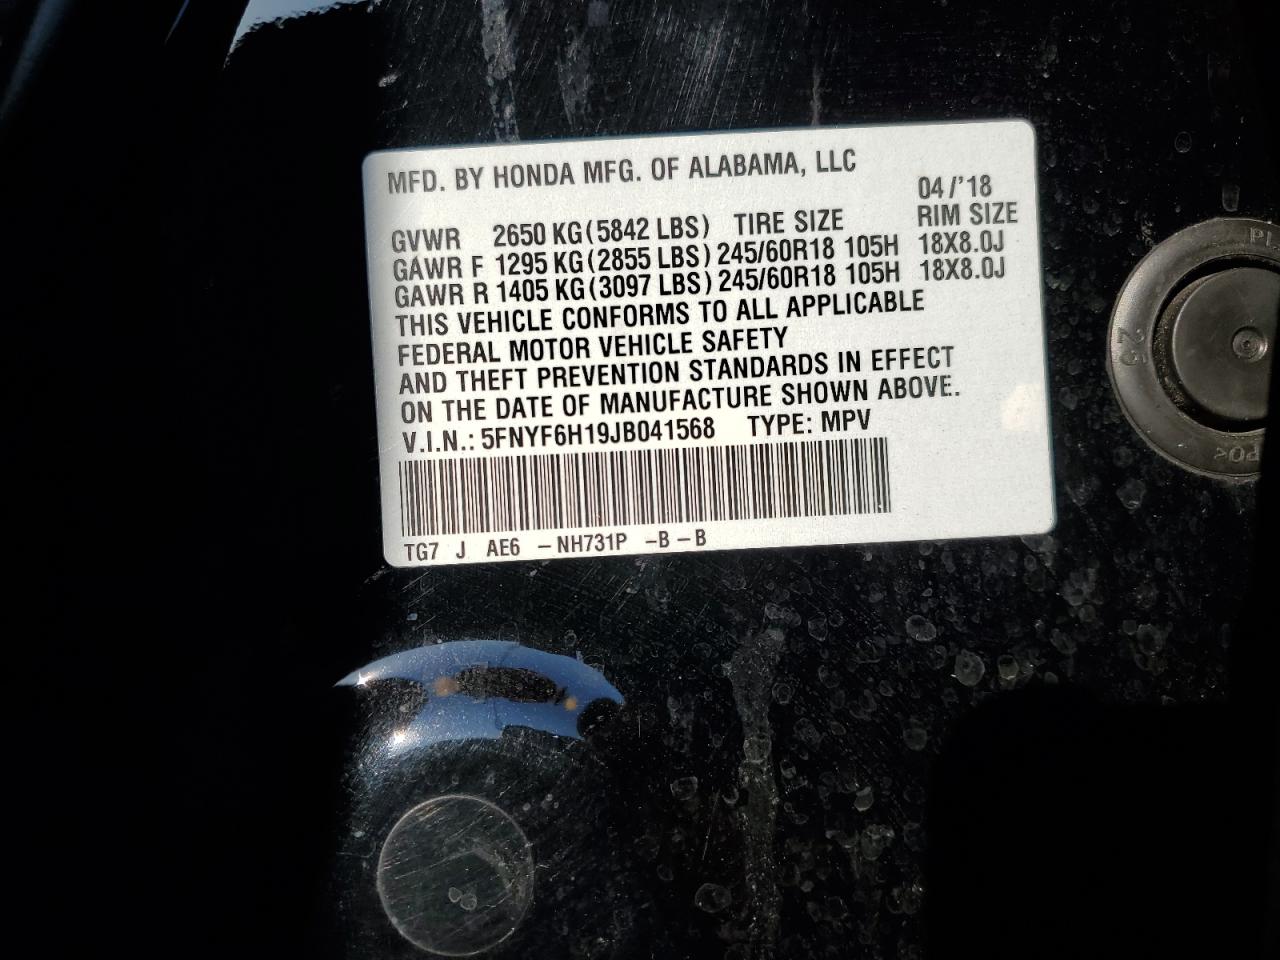 MFD. BY HONDA MFG. OF ALABAMA, LLC
04/'18
GVWR 2650 KG (5842 LBS) TIRE SIZE RIM SIZE
GAWR F 1295 KG (2855 LBS) 245/60R18 105H 18X8.0J
GAWR R 1405 KG (3097 LBS) 245/60R18 105H 18X8.0J
THIS VEHICLE CONFORMS TO ALL APPLICABLE
FEDERAL MOTOR VEHICLE SAFETY
AND THEFT PREVENTION STANDARDS IN EFFECT
ON THE DATE OF MANUFACTURE SHOWN ABOVE.
V.I.N.: 5FNYF6H19JB041568 TYPE: MPV
TG7 J AE6 -NH731P -B-B
25